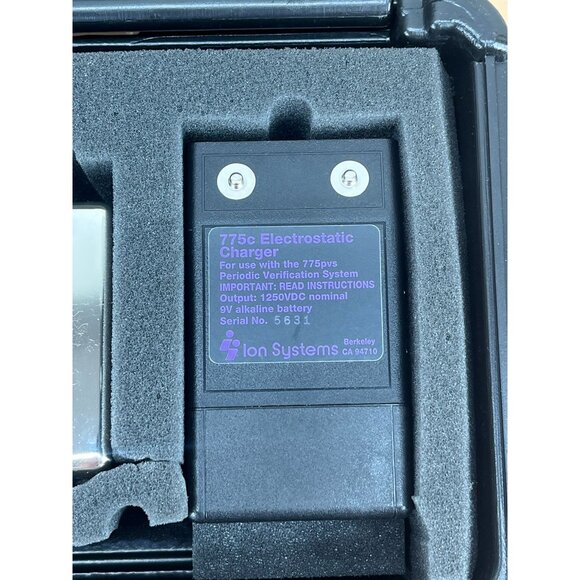 775c Electrostatic
Charger
For use with the 775pvs
Periodic Verification System
IMPORTANT: READ INSTRUCTIONS
Output: 1250VDC nominal
9V alkaline battery
Serial No. 5631
Ion Systems
Berkeley
CA 94710